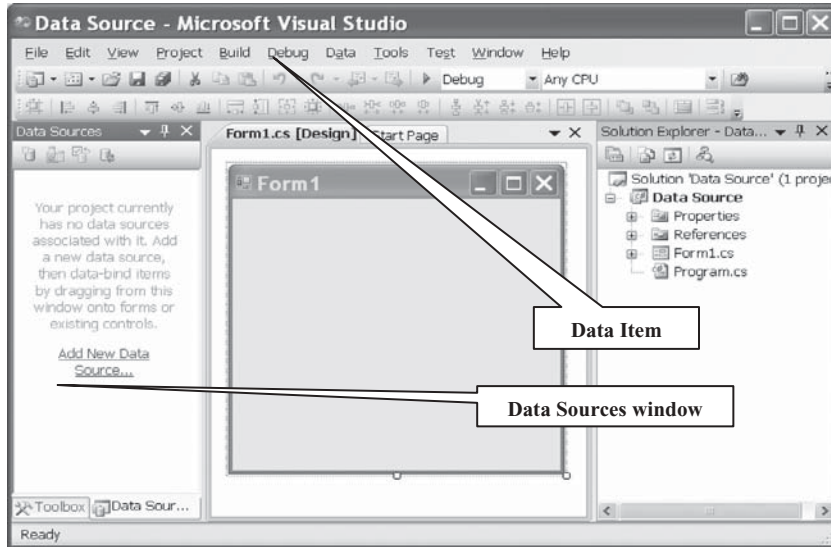 Data Source - Microsoft Visual Studio
File Edit View Project Build Debug Data Tools Test Window Help
Debug Any CPU
Data Sources
Form1.cs [Design] Start Page
Solution Explorer - Data...
Your project currently
has no data sources
associated with it. Add
a new data source,
then data-bind items
by dragging from this
window onto forms or
existing controls.
Add New Data
Source...
Form1
Solution 'Data Source' (1 proje
Data Source
Properties
References
Form1.cs
Program.cs
Data Item
Data Sources window
Toolbox Data Sour...
Ready